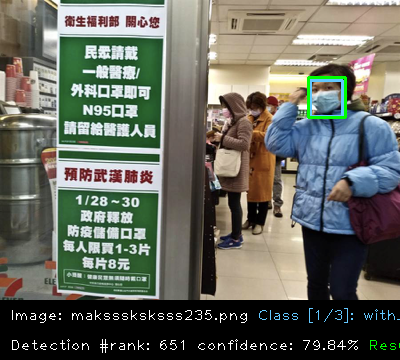 衛生福利部 關心您
民眾請戴
一般醫療/
外科口罩即可
N95口罩
請留給醫護人員
預防武漢肺炎
1/28~30
政府釋放
防疫儲備口罩
每人限買1-3片
每片8元
Image: maksssksksss235.png Class [1/3]: with_
Detection #rank: 651 confidence: 79.84% Res